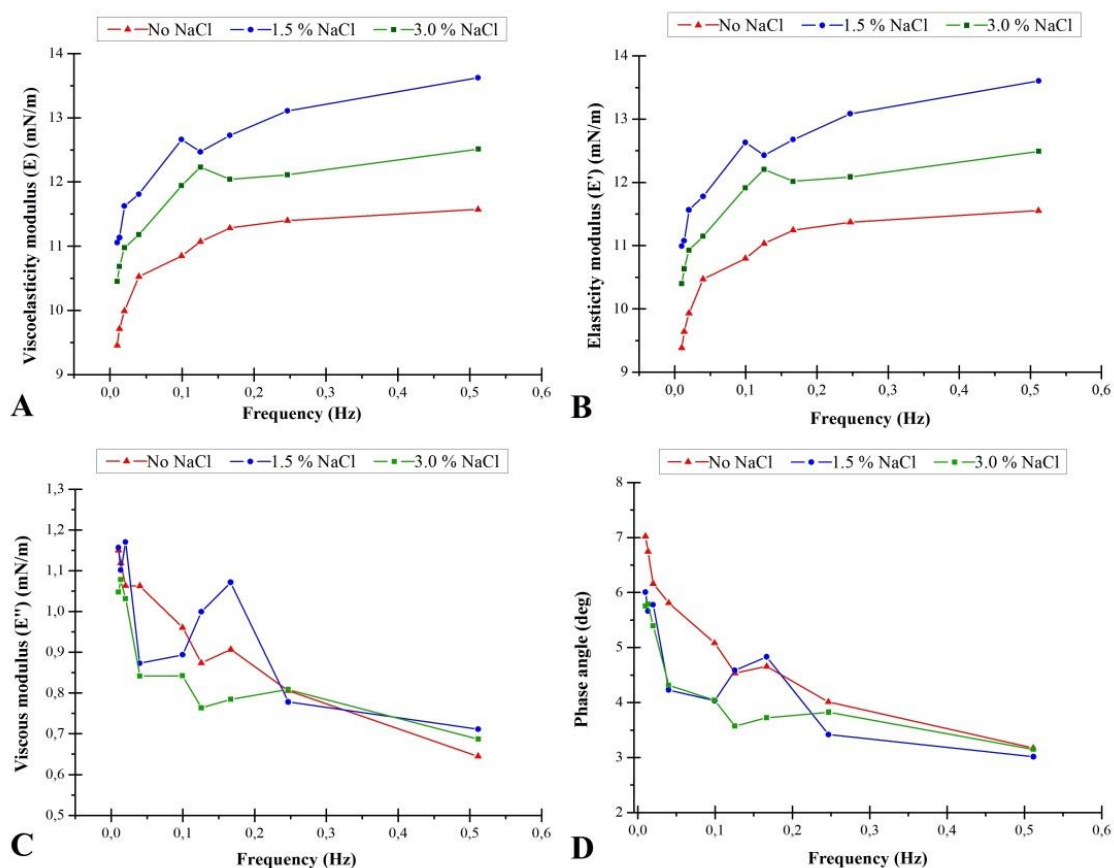 No NaCl 1.5 % NaCl 3.0 % NaCl
Viscoelasticity modulus (E) (mN/m)
14
13
12
11
10
9
0,0 0,1 0,2 0,3 0,4 0,5 0,6
Frequency (Hz)
A
No NaCl 1.5 % NaCl 3.0 % NaCl
Elasticity modulus (E') (mN/m)
14
13
12
11
10
9
0,0 0,1 0,2 0,3 0,4 0,5 0,6
Frequency (Hz)
B
No NaCl 1.5 % NaCl 3.0 % NaCl
Viscous modulus (E") (mN/m)
1,3
1,2
1,1
1,0
0,9
0,8
0,7
0,6
0,5
0,0 0,1 0,2 0,3 0,4 0,5 0,6
Frequency (Hz)
C
No NaCl 1.5 % NaCl 3.0 % NaCl
Phase angle (deg)
8
7
6
5
4
3
2
0,0 0,1 0,2 0,3 0,4 0,5 0,6
Frequency (Hz)
D